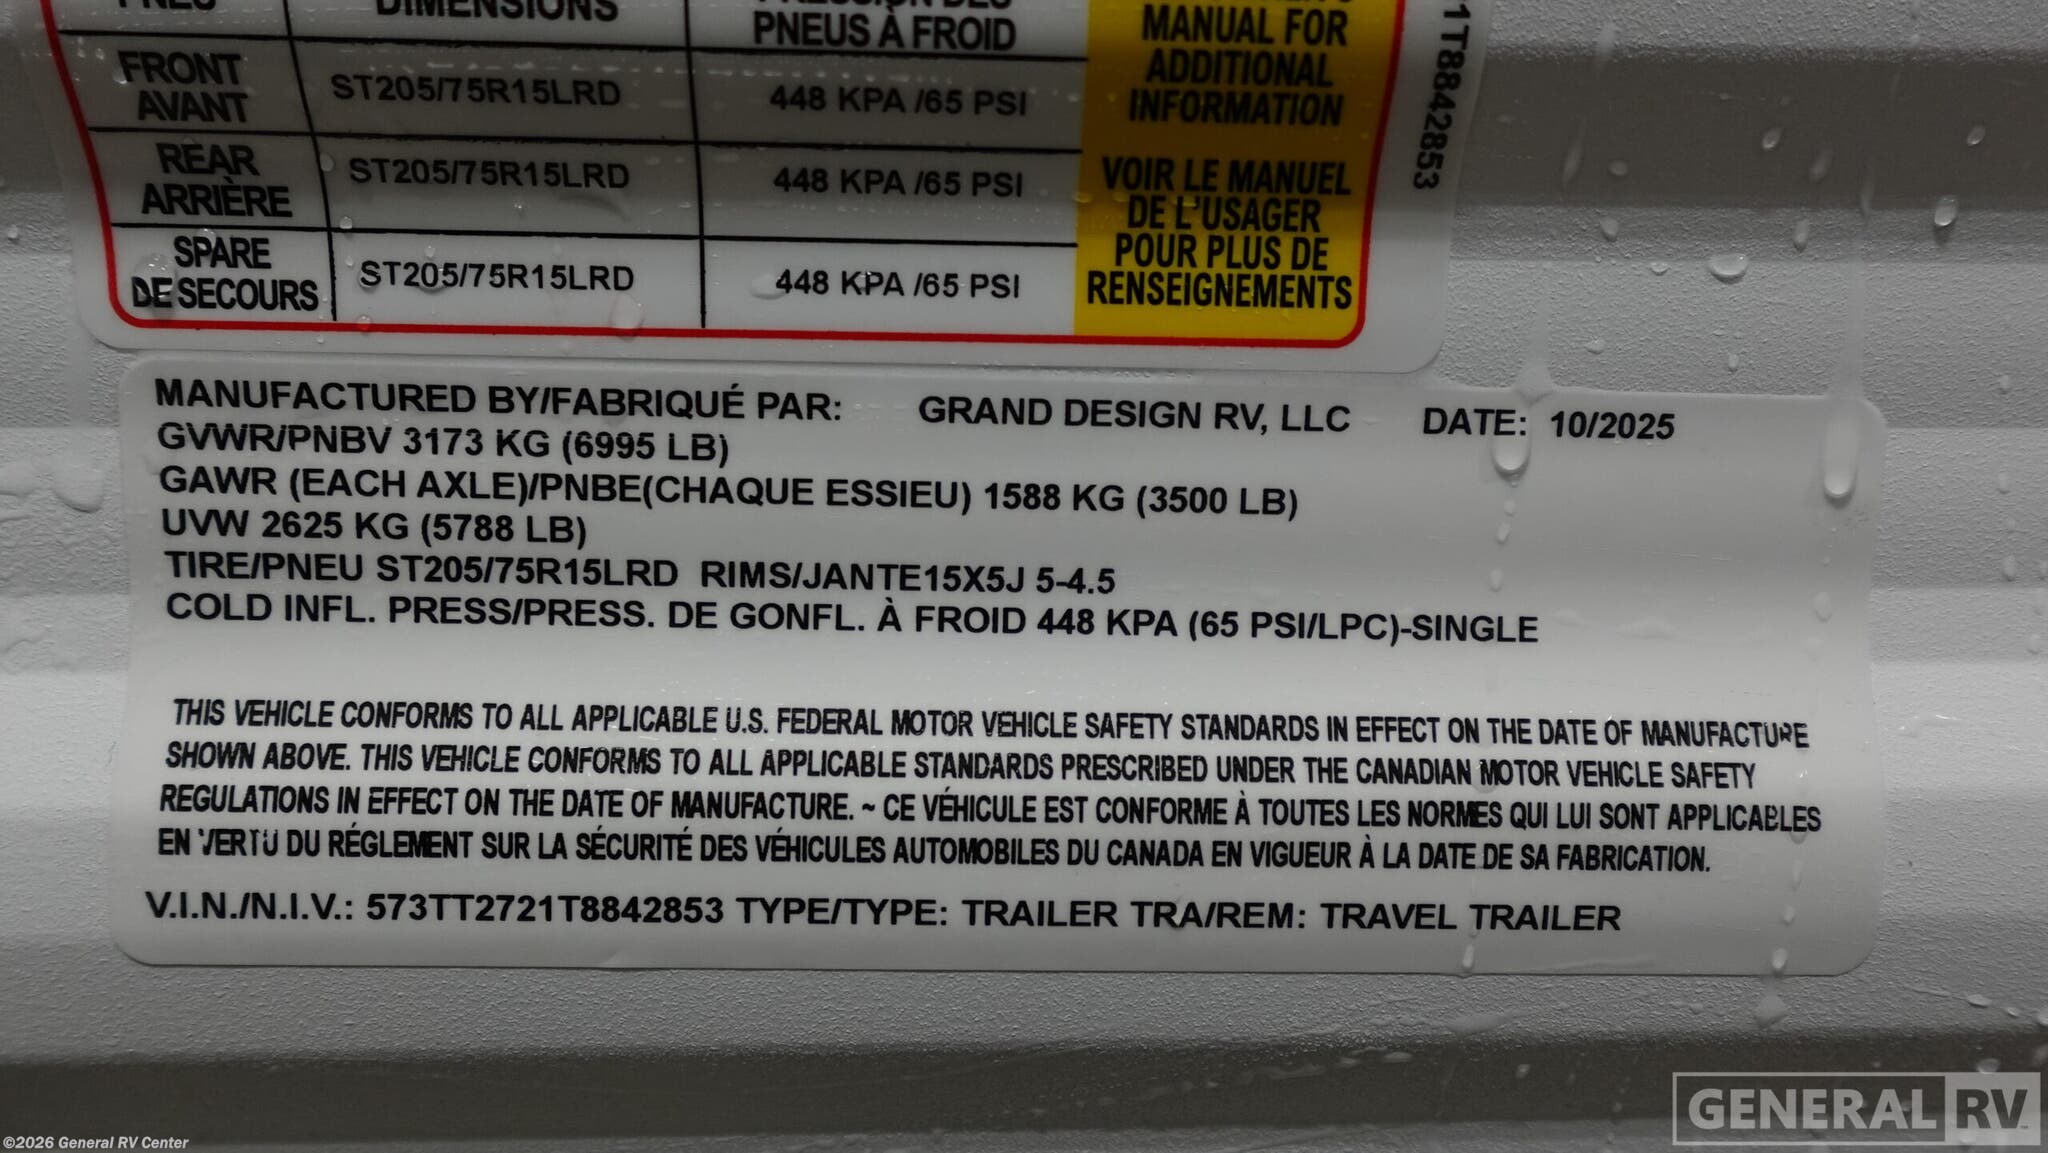 PNEU DIMENSIONS
PNEUS À FROID
MANUAL FOR
ADDITIONAL
INFORMATION
FRONT
AVANT
ST205/75R15LRD
448 KPA /65 PSI
REAR
ARRIÈRE
ST205/75R15LRD
448 KPA /65 PSI
SPARE
DE SECOURS
ST205/75R15LRD
448 KPA /65 PSI
VOIR LE MANUEL
DE L'USAGER
POUR PLUS DE
RENSEIGNEMENTS
1T8842853
MANUFACTURED BY/FABRIQUÉ PAR: GRAND DESIGN RV, LLC DATE: 10/2025
GVWR/PNBV 3173 KG (6995 LB)
GAWR (EACH AXLE)/PNBE(CHAQUE ESSIEU) 1588 KG (3500 LB)
UVW 2625 KG (5788 LB)
TIRE/PNEU ST205/75R15LRD RIMS/JANTE15X5J 5-4.5
COLD INFL. PRESS/PRESS. DE GONFL. À FROID 448 KPA (65 PSI/LPC)-SINGLE
THIS VEHICLE CONFORMS TO ALL APPLICABLE U.S. FEDERAL MOTOR VEHICLE SAFETY STANDARDS IN EFFECT ON THE DATE OF MANUFACTURE
SHOWN ABOVE. THIS VEHICLE CONFORMS TO ALL APPLICABLE STANDARDS PRESCRIBED UNDER THE CANADIAN MOTOR VEHICLE SAFETY
REGULATIONS IN EFFECT ON THE DATE OF MANUFACTURE. ~ CE VÉHICULE EST CONFORME À TOUTES LES NORMES QUI LUI SONT APPLICABLES
EN VERTU DU RÉGLEMENT SUR LA SÉCURITÉ DES VÉHICULES AUTOMOBILES DU CANADA EN VIGUEUR À LA DATE DE SA FABRICATION.
V.I.N./N.I.V.: 573TT2721T8842853 TYPE/TYPE: TRAILER TRA/REM: TRAVEL TRAILER
GENERAL RV
©2026 General RV Center